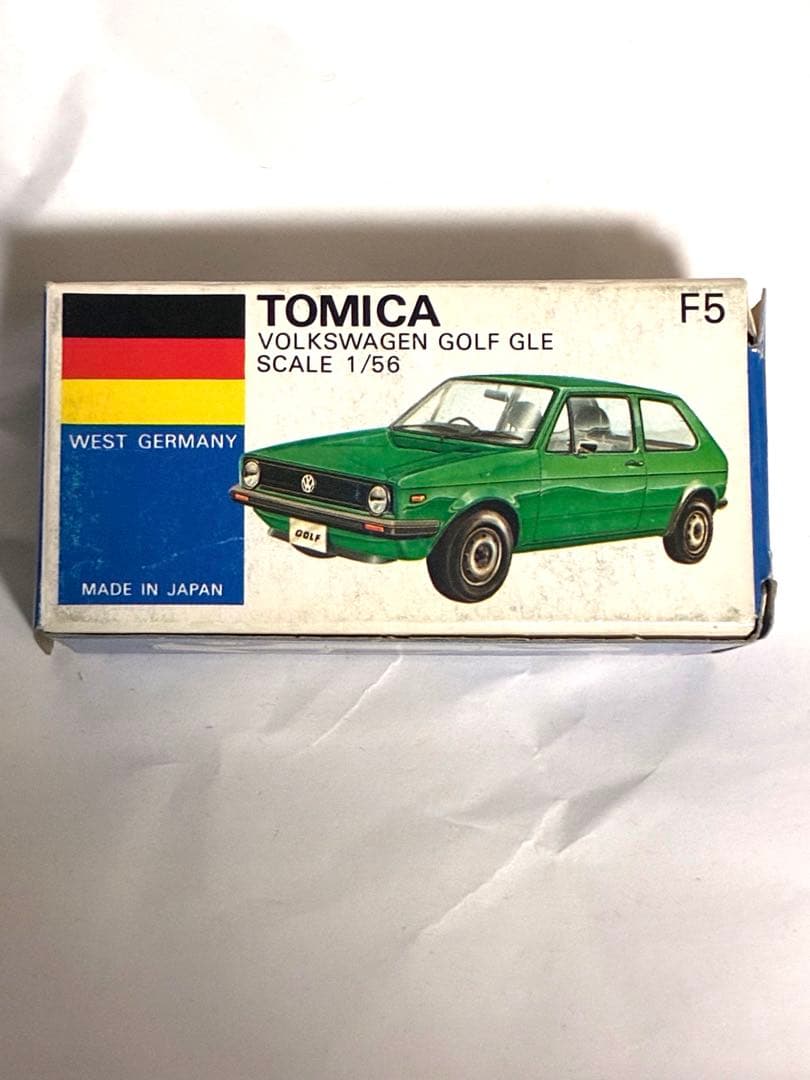 TOMICA
F5
VOLKSWAGEN GOLF GLE
SCALE 1/56
WEST GERMANY
GOLF
MADE IN JAPAN